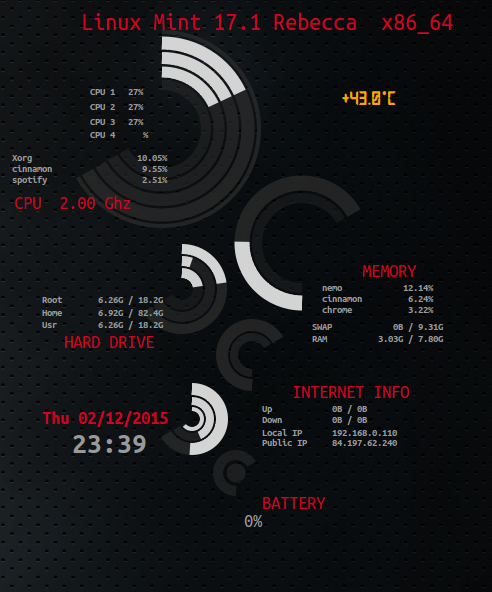 Linux Mint 17.1 Rebecca  x86_64
+43.0°C
CPU 1 27%
CPU 2 27%
CPU 3 27%
CPU 4 %
Xorg 10.05%
cinnamon 9.55%
spotify 2.51%
CPU 2.00 Ghz
MEMORY
nemo 12.14%
cinnamon 6.24%
chrome 3.22%
SWAP 0B / 9.31G
RAM 3.03G / 7.80G
Root 6.26G / 18.2G
Home 6.92G / 82.4G
Usr 6.26G / 18.2G
HARD DRIVE
INTERNET INFO
Up 0B / 0B
Down 0B / 0B
Local IP 192.168.0.110
Public IP 84.197.62.240
Thu 02/12/2015
23:39
BATTERY
0%